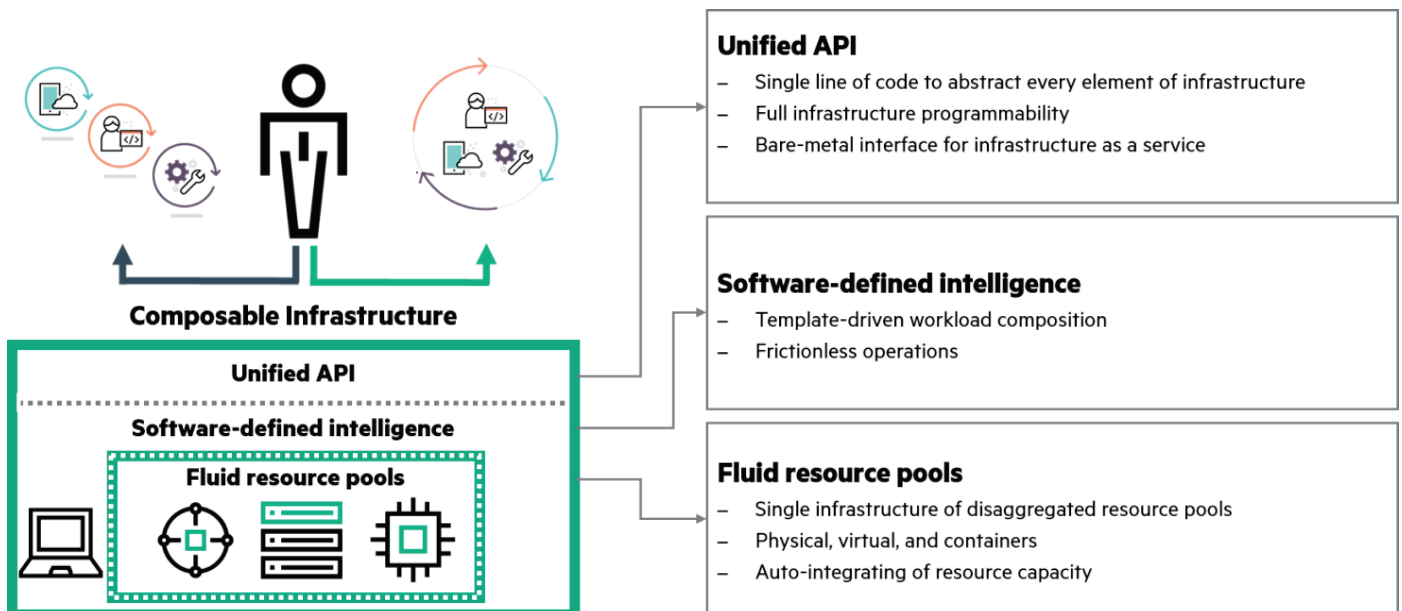 Composable Infrastructure
Unified API
Software-defined intelligence
Fluid resource pools
</>
</>
Unified API
– Single line of code to abstract every element of infrastructure
– Full infrastructure programmability
– Bare-metal interface for infrastructure as a service
Software-defined intelligence
– Template-driven workload composition
– Frictionless operations
Fluid resource pools
– Single infrastructure of disaggregated resource pools
– Physical, virtual, and containers
– Auto-integrating of resource capacity